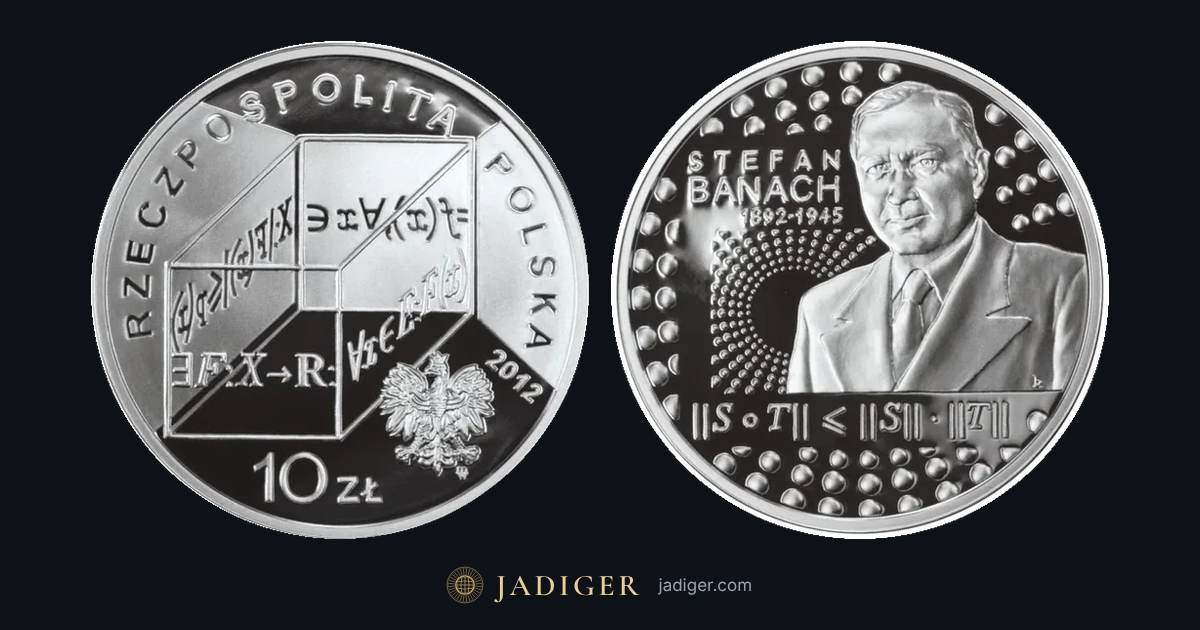 RZECZPOSPOLITA POLSKA
∃F:X→R:
2012
10 ZŁ
STEFAN
BANACH
1892-1945
||S ∘ T|| ⩽ ||S|| · ||T||
JADIGER
jadiger.com